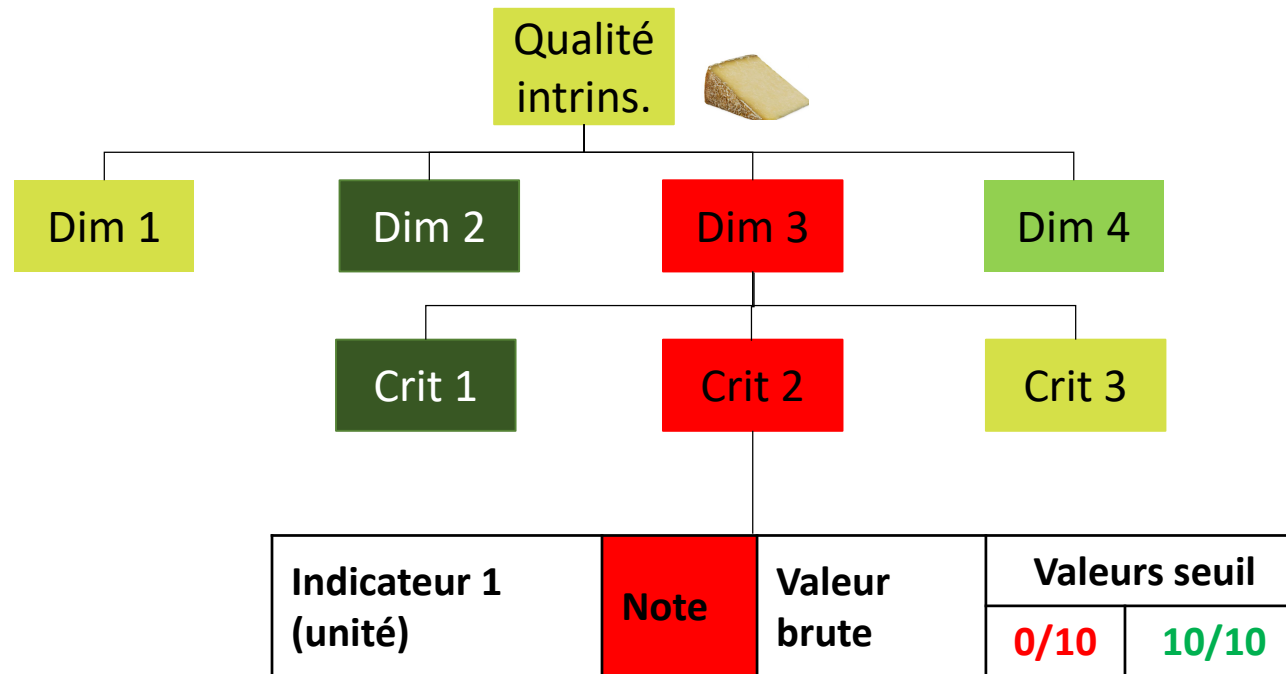 Qualité
intrins.
Dim 1
Dim 2
Dim 3
Dim 4
Crit 1
Crit 2
Crit 3
Indicateur 1
(unité)
Note
Valeur
brute
Valeurs seuil
0/10
10/10